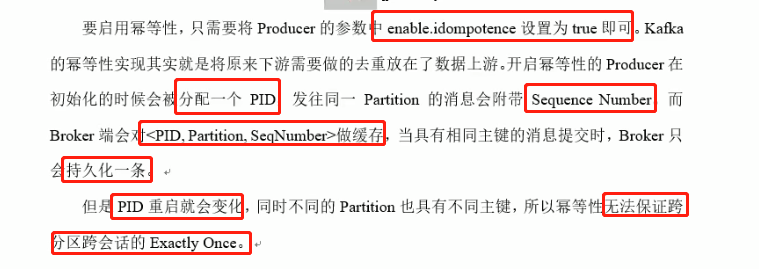 要启用幂等性，只需要将 Producer 的参数中 enable.idompotence 设置为 true 即可。Kafka
的幂等性实现其实就是将原来下游需要做的去重放在了数据上游。开启幂等性的 Producer 在
初始化的时候会被分配一个 PID 发往同一 Partition 的消息会附带 Sequence Number 而
Broker 端会对<PID, Partition, SeqNumber>做缓存，当具有相同主键的消息提交时，Broker 只
会持久化一条。
但是 PID 重启就会变化，同时不同的 Partition 也具有不同主键，所以幂等性无法保证跨
分区跨会话的 Exactly Once。